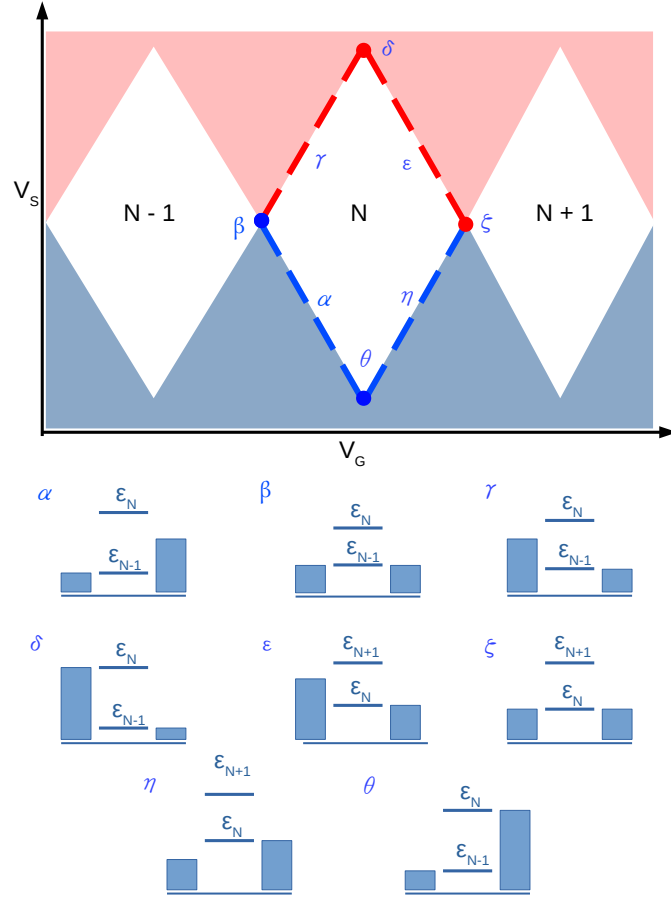 δ
γ
ε
V_S
N - 1
N
N + 1
β
ζ
α
η
θ
V_G
α
ε_N
ε_N-1
β
ε_N
ε_N-1
γ
ε_N
ε_N-1
δ
ε_N
ε_N-1
ε
ε_N+1
ε_N
ζ
ε_N+1
ε_N
η
ε_N+1
ε_N
θ
ε_N
ε_N-1